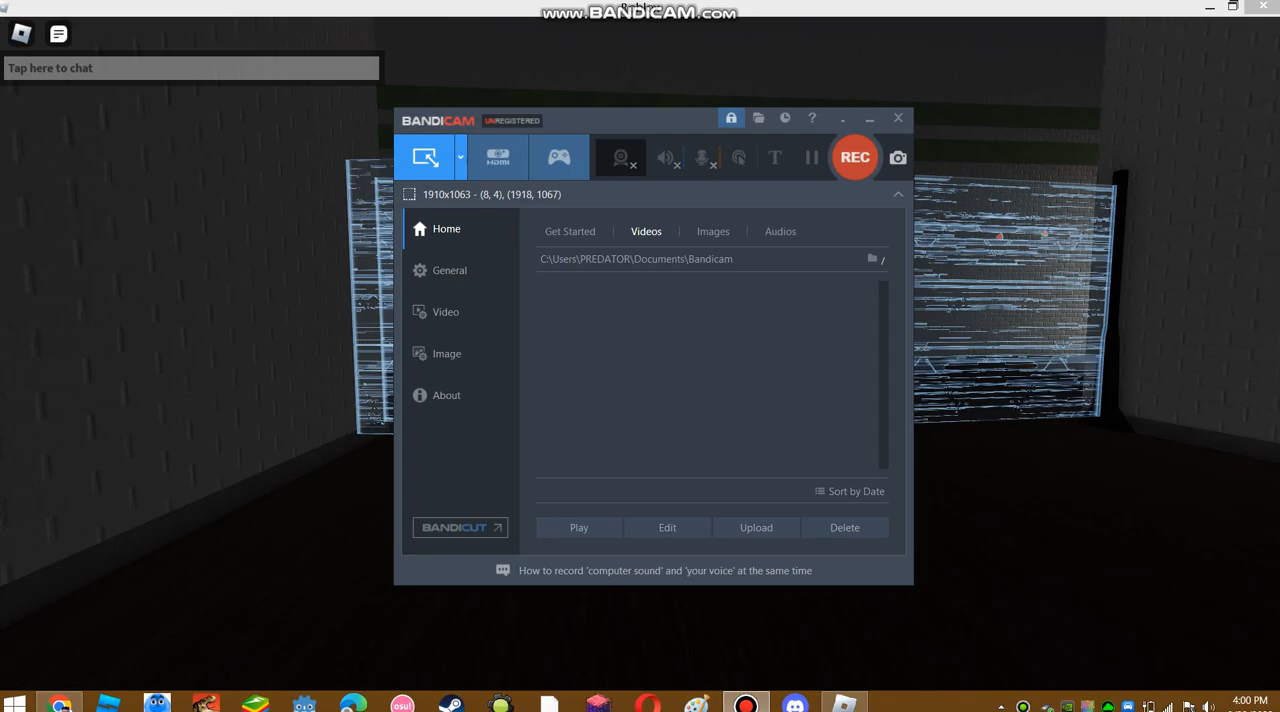 www.BANDICAM.com
Tap here to chat
BANDICAM UNREGISTERED
?
HDMI
T
REC
1910x1063 - (8, 4), (1918, 1067)
Home
General
Video
Image
About
BANDICUT
Get Started
Videos
Images
Audios
C:\Users\PREDATOR\Documents\Bandicam
Sort by Date
Play
Edit
Upload
Delete
How to record 'computer sound' and 'your voice' at the same time
osu!
4:00 PM